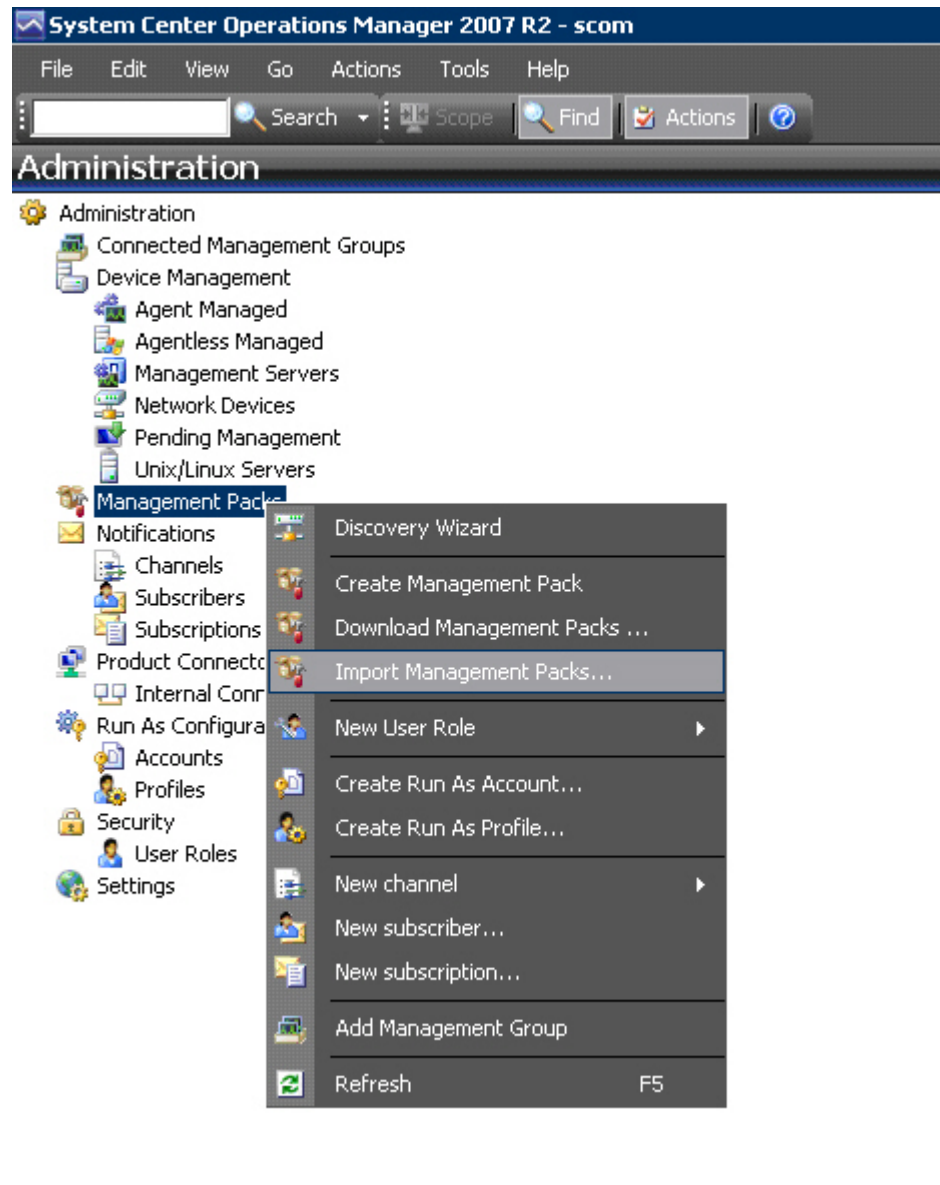 System Center Operations Manager 2007 R2 - scom
File Edit View Go Actions Tools Help
Search Scope Find Actions
Administration
Administration
Connected Management Groups
Device Management
Agent Managed
Agentless Managed
Management Servers
Network Devices
Pending Management
Unix/Linux Servers
Management Packs
Notifications
Channels
Subscribers
Subscriptions
Product Connecto
Internal Conn
Run As Configura
Accounts
Profiles
Security
User Roles
Settings
Discovery Wizard
Create Management Pack
Download Management Packs ...
Import Management Packs...
New User Role
Create Run As Account...
Create Run As Profile...
New channel
New subscriber...
New subscription...
Add Management Group
Refresh F5